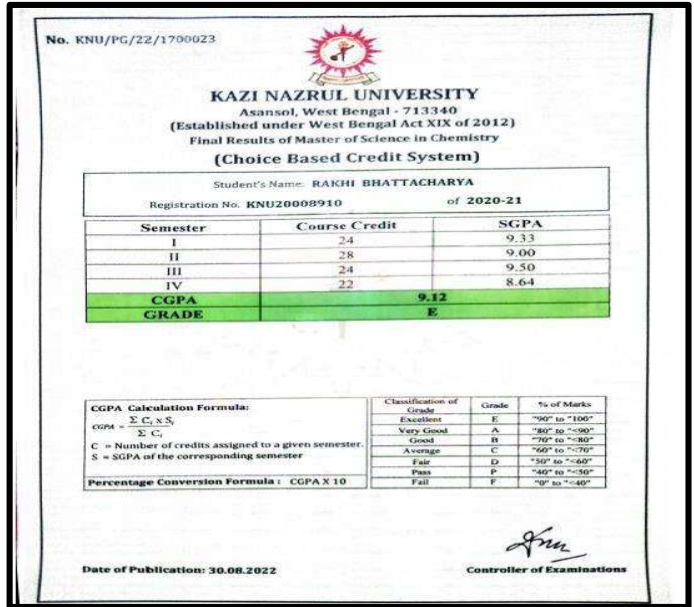 No. KNU/PG/22/1700023
KAZI NAZRUL UNIVERSITY
Asansol, West Bengal - 713340
(Established under West Bengal Act XIX of 2012)
Final Results of Master of Science in Chemistry
(Choice Based Credit System)
Student's Name: RAKHI BHATTACHARYA
Registration No. KNU20008910 of 2020-21
Semester Course Credit SGPA
I 24 9.33
II 28 9.00
III 24 9.50
IV 22 8.64
CGPA 9.12
GRADE E
CGPA Calculation Formula:
CGPA = Σ Cᵢ x Sᵢ
Σ Cᵢ
C = Number of credits assigned to a given semester.
S = SGPA of the corresponding semester
Percentage Conversion Formula : CGPA X 10
Classification of Grade Grade % of Marks
Excellent E "90" to "100"
Very Good A "80" to "<90"
Good B "70" to "<80"
Average C "60" to "<70"
Fair D "50" to "<60"
Pass P "40" to "<50"
Fail F "0" to "<40"
Date of Publication: 30.08.2022
Controller of Examinations